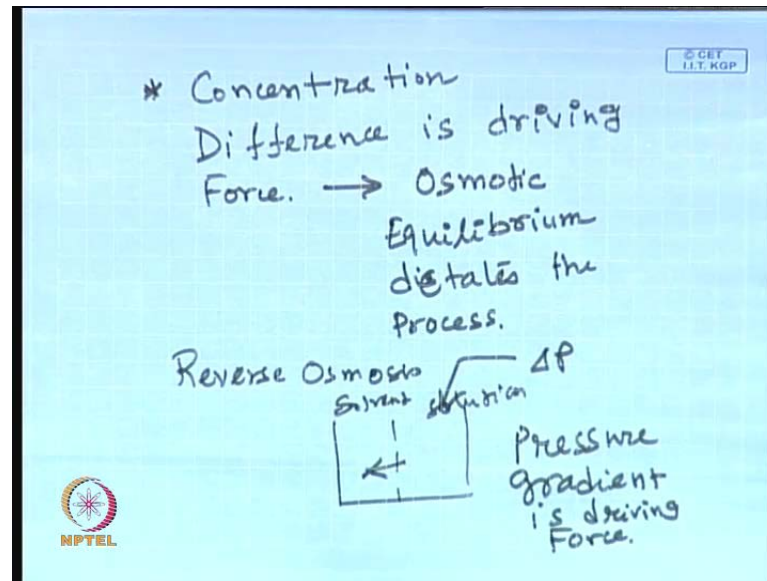 © CET
I.I.T. KGP
* Concentration
Difference is driving
Force. → Osmotic
Equilibrium
dictates the
Process.
Reverse Osmosis
Solvent solution
ΔP
Pressure
gradient
is driving
Force.
NPTEL